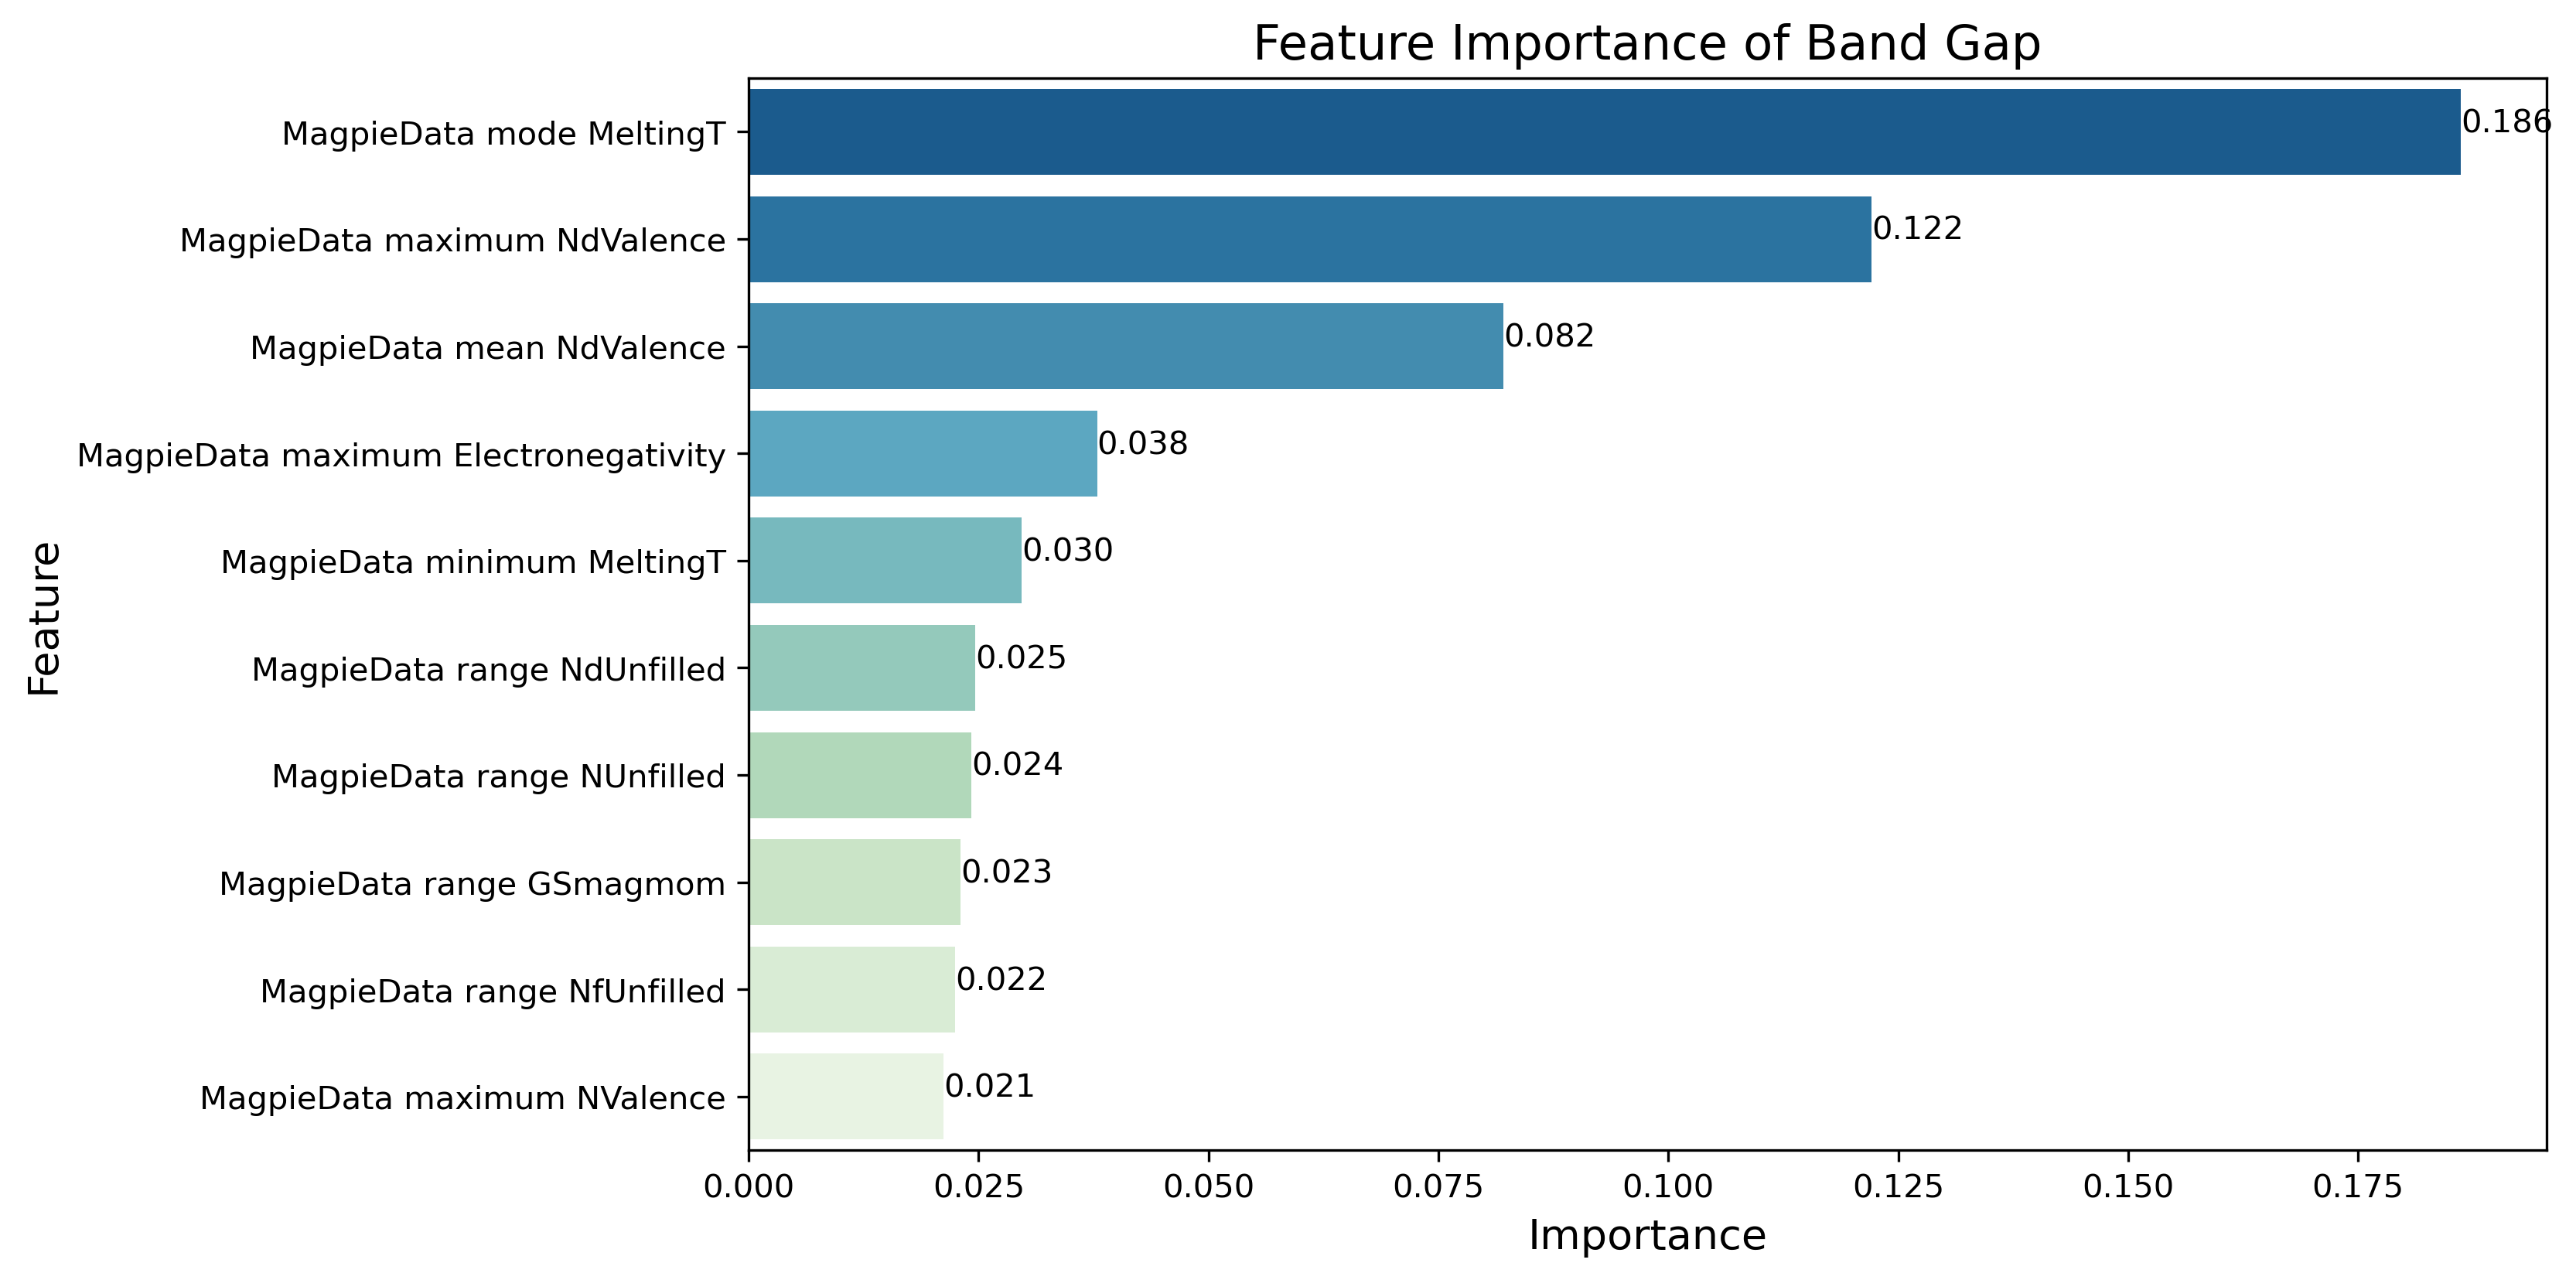 Feature Importance of Band Gap
MagpieData mode MeltingT
0.186
MagpieData maximum NdValence
0.122
MagpieData mean NdValence
0.082
MagpieData maximum Electronegativity
0.038
MagpieData minimum MeltingT
0.030
MagpieData range NdUnfilled
0.025
MagpieData range NUnfilled
0.024
MagpieData range GSmagmom
0.023
MagpieData range NfUnfilled
0.022
MagpieData maximum NValence
0.021
Feature
0.000 0.025 0.050 0.075 0.100 0.125 0.150 0.175
Importance